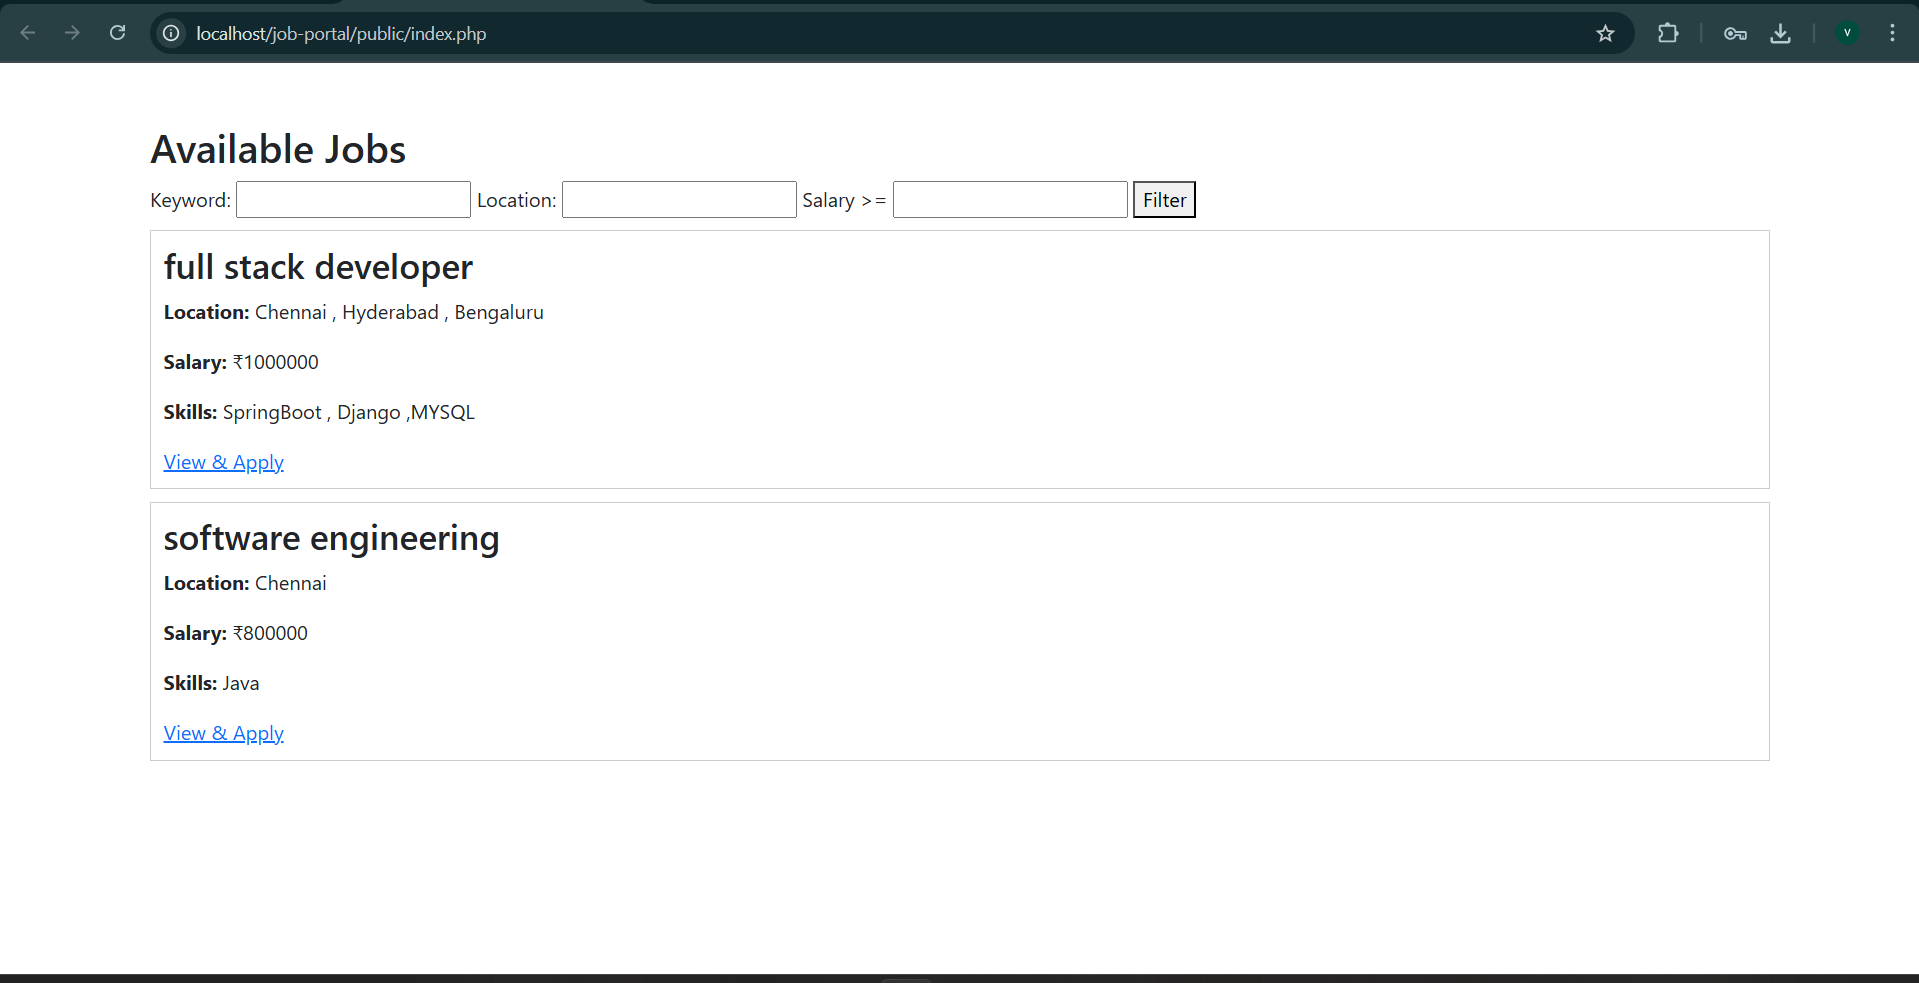 localhost/job-portal/public/index.php
V
Available Jobs
Keyword: Location: Salary >= Filter
full stack developer
Location: Chennai , Hyderabad , Bengaluru
Salary: ₹1000000
Skills: SpringBoot , Django ,MYSQL
View & Apply
software engineering
Location: Chennai
Salary: ₹800000
Skills: Java
View & Apply